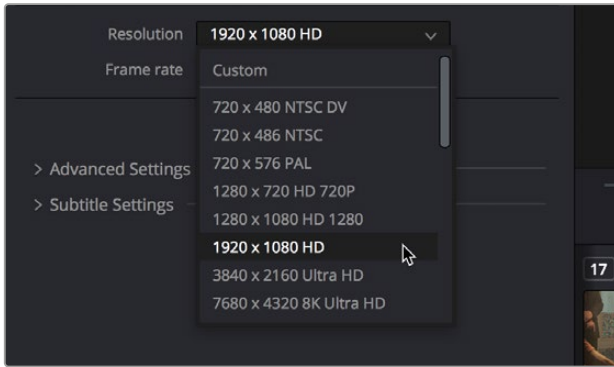 Resolution 1920 x 1080 HD
Frame rate Custom
720 x 480 NTSC DV
720 x 486 NTSC
720 x 576 PAL
> Advanced Settings
1280 x 720 HD 720P
> Subtitle Settings
1280 x 1080 HD 1280
1920 x 1080 HD
3840 x 2160 Ultra HD
17
7680 x 4320 8K Ultra HD